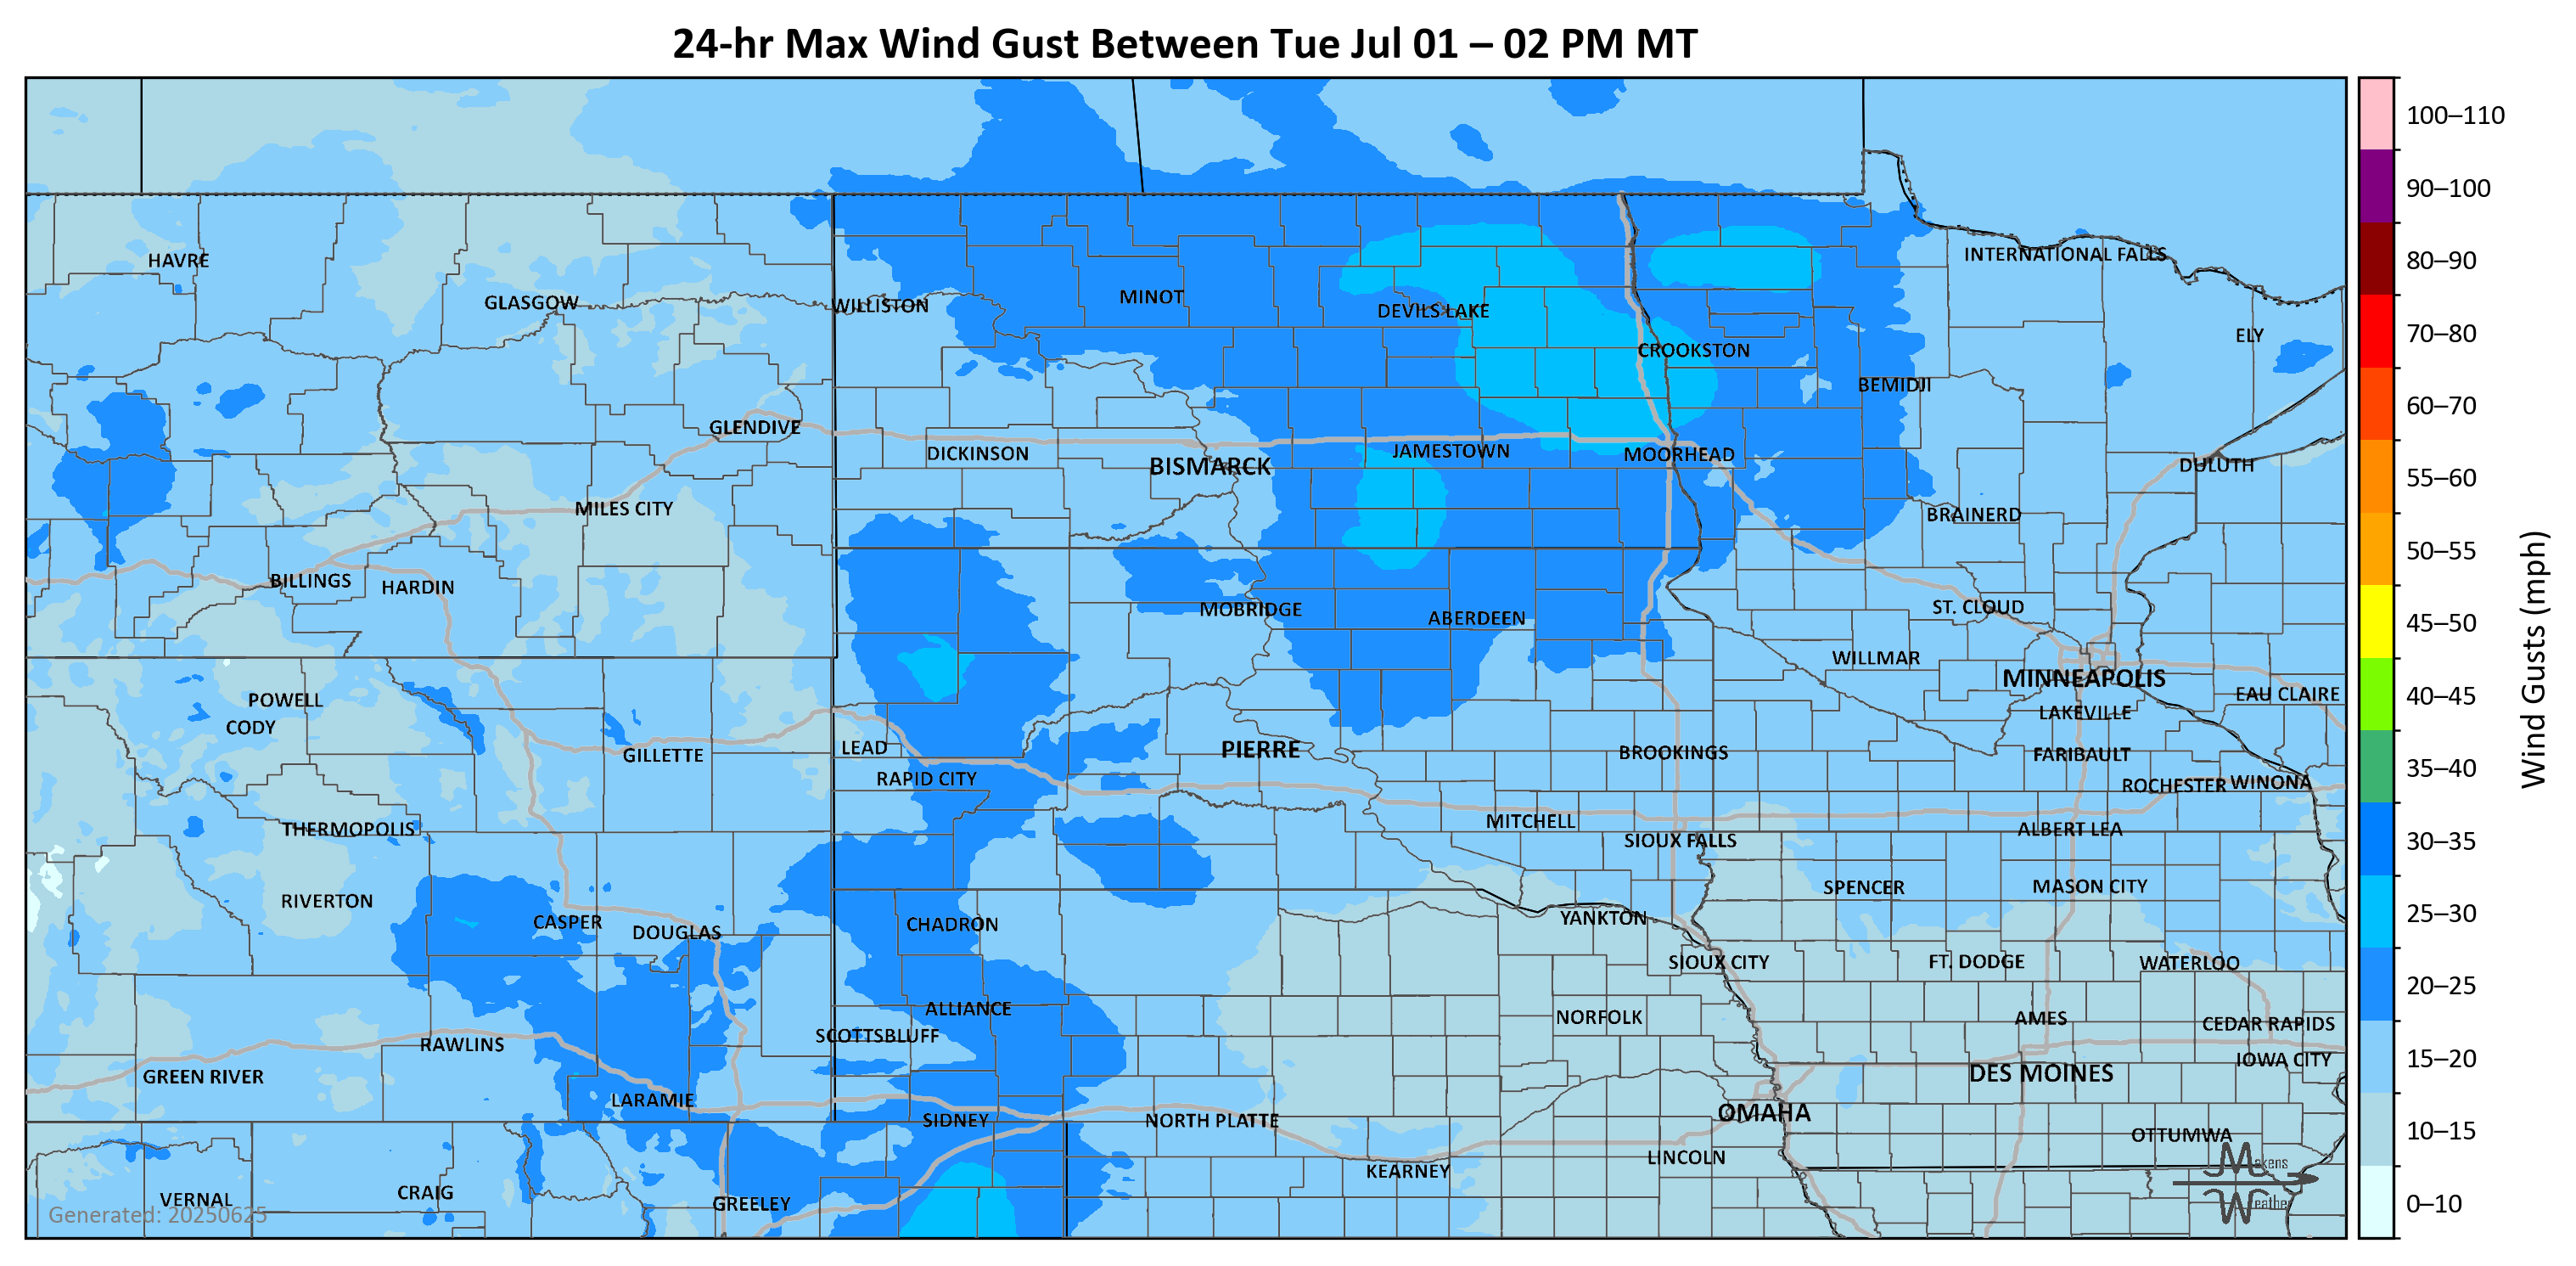 24-hr Max Wind Gust Between Tue Jul 01 – 02 PM MT
HAVRE
INTERNATIONAL FALLS
GLASGOW
WILLISTON
MINOT
DEVILS LAKE
ELY
CROOKSTON
BEMIDJI
GLENDIVE
DICKINSON
BISMARCK
JAMESTOWN
MOORHEAD
DULUTH
MILES CITY
BRAINERD
BILLINGS
HARDIN
MOBRIDGE
ABERDEEN
ST. CLOUD
WILLMAR
MINNEAPOLIS
POWELL
EAU CLAIRE
CODY
LAKEVILLE
GILLETTE
LEAD
PIERRE
BROOKINGS
FARIBAULT
RAPID CITY
ROCHESTER
WINONA
THERMOPOLIS
MITCHELL
SIOUX FALLS
ALBERT LEA
RIVERTON
SPENCER
MASON CITY
CASPER
DOUGLAS
CHADRON
YANKTON
SIOUX CITY
FT. DODGE
WATERLOO
ALLIANCE
NORFOLK
AMES
CEDAR RAPIDS
RAWLINS
SCOTTSBLUFF
IOWA CITY
GREEN RIVER
DES MOINES
LARAMIE
SIDNEY
NORTH PLATTE
OMAHA
OTTUMWA
KEARNEY
LINCOLN
VERNAL
CRAIG
GREELEY
Generated: 20250625
Makens
Weather
100–110
90–100
80–90
70–80
60–70
55–60
50–55
45–50
40–45
35–40
30–35
25–30
20–25
15–20
10–15
0–10
Wind Gusts (mph)